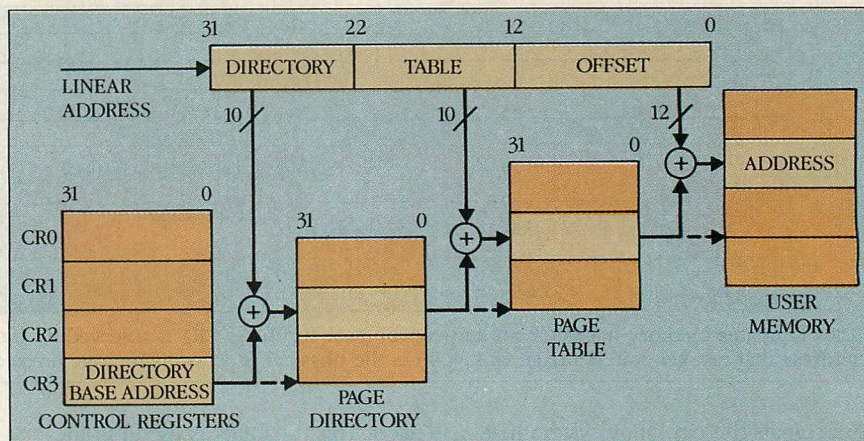 31 22 12 0
DIRECTORY TABLE OFFSET
LINEAR
ADDRESS
10 10 12
31 0
ADDRESS
31 0
31 0
CR0
CR1
CR2
CR3
DIRECTORY
BASE ADDRESS
CONTROL REGISTERS
PAGE
DIRECTORY
PAGE
TABLE
USER
MEMORY